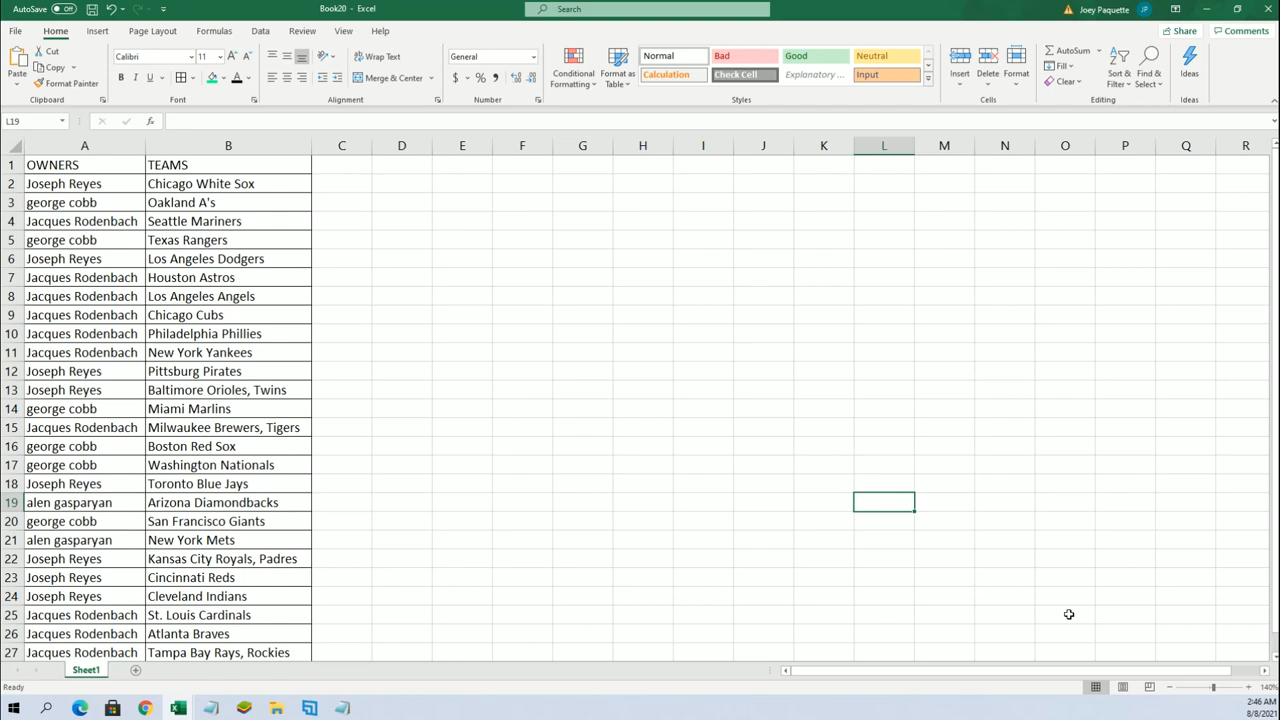 AutoSave Off Book20 - Excel Search Joey Paquette JP
File Home Insert Page Layout Formulas Data Review View Help Share Comments
Paste Cut Copy Format Painter Clipboard
Calibri 11 A A B I U A Font
Wrap Text Merge & Center Alignment
General $ % 9 Number
Conditional Formatting Format as Table
Normal Bad Good Neutral
Calculation Check Cell Explanatory ... Input
Styles
Insert Delete Format Cells
AutoSum Fill Clear Sort & Filter Find & Select Editing
Ideas Ideas
L19 fx
A B C D E F G H I J K L M N O P Q R
1 OWNERS TEAMS
2 Joseph Reyes Chicago White Sox
3 george cobb Oakland A's
4 Jacques Rodenbach Seattle Mariners
5 george cobb Texas Rangers
6 Joseph Reyes Los Angeles Dodgers
7 Jacques Rodenbach Houston Astros
8 Jacques Rodenbach Los Angeles Angels
9 Jacques Rodenbach Chicago Cubs
10 Jacques Rodenbach Philadelphia Phillies
11 Jacques Rodenbach New York Yankees
12 Joseph Reyes Pittsburg Pirates
13 Joseph Reyes Baltimore Orioles, Twins
14 george cobb Miami Marlins
15 Jacques Rodenbach Milwaukee Brewers, Tigers
16 george cobb Boston Red Sox
17 george cobb Washington Nationals
18 Joseph Reyes Toronto Blue Jays
19 alen gasparyan Arizona Diamondbacks
20 george cobb San Francisco Giants
21 alen gasparyan New York Mets
22 Joseph Reyes Kansas City Royals, Padres
23 Joseph Reyes Cincinnati Reds
24 Joseph Reyes Cleveland Indians
25 Jacques Rodenbach St. Louis Cardinals
26 Jacques Rodenbach Atlanta Braves
27 Jacques Rodenbach Tampa Bay Rays, Rockies
Sheet1
Ready 140%
2:46 AM
8/8/2021